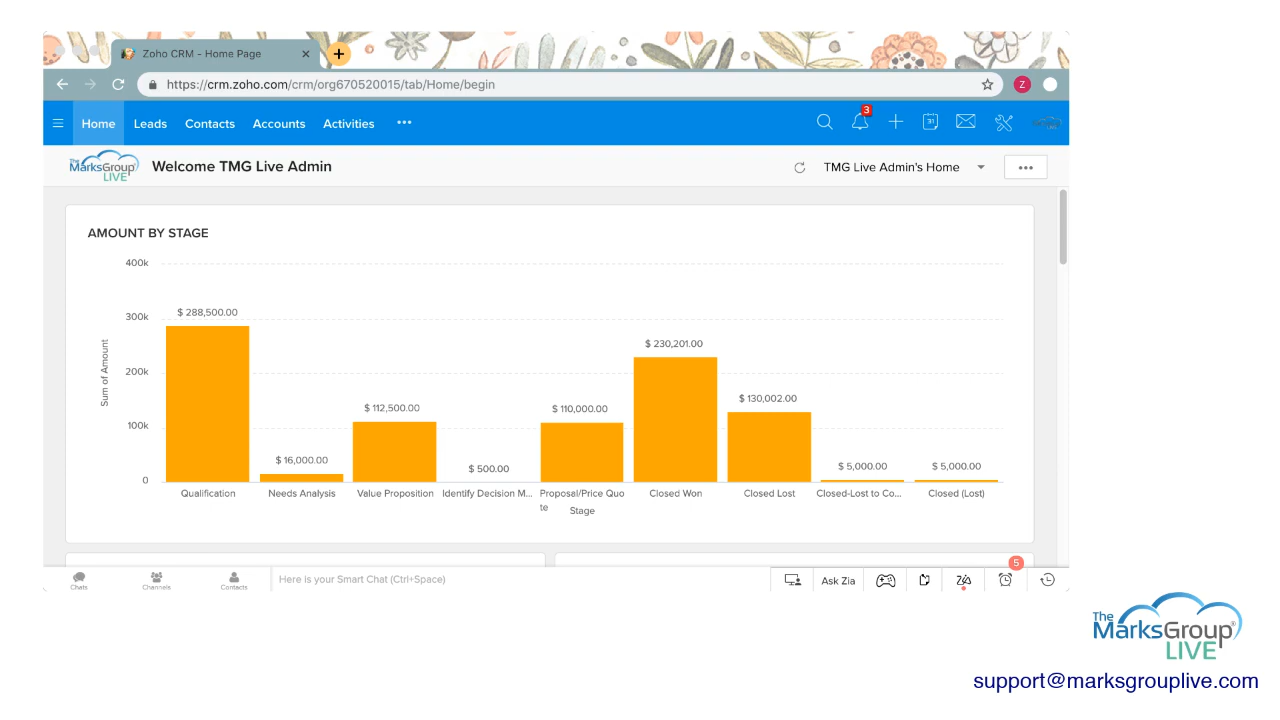 Zoho CRM - Home Page
https://crm.zoho.com/crm/org670520015/tab/Home/begin
Z
Home Leads Contacts Accounts Activities
3
31
The MarksGroup LIVE
Welcome TMG Live Admin
TMG Live Admin's Home
AMOUNT BY STAGE
400k
300k
200k
100k
0
Sum of Amount
$ 288,500.00
$ 16,000.00
$ 112,500.00
$ 500.00
$ 110,000.00
$ 230,201.00
$ 130,002.00
$ 5,000.00
$ 5,000.00
Qualification Needs Analysis Value Proposition Identify Decision M... Proposal/Price Quo Closed Won Closed Lost Closed-Lost to Co... Closed (Lost)
te
Stage
Chats Channels Contacts
Here is your Smart Chat (Ctrl+Space)
Ask Zia
5
The
MarksGroup®
LIVE
support@marksgrouplive.com